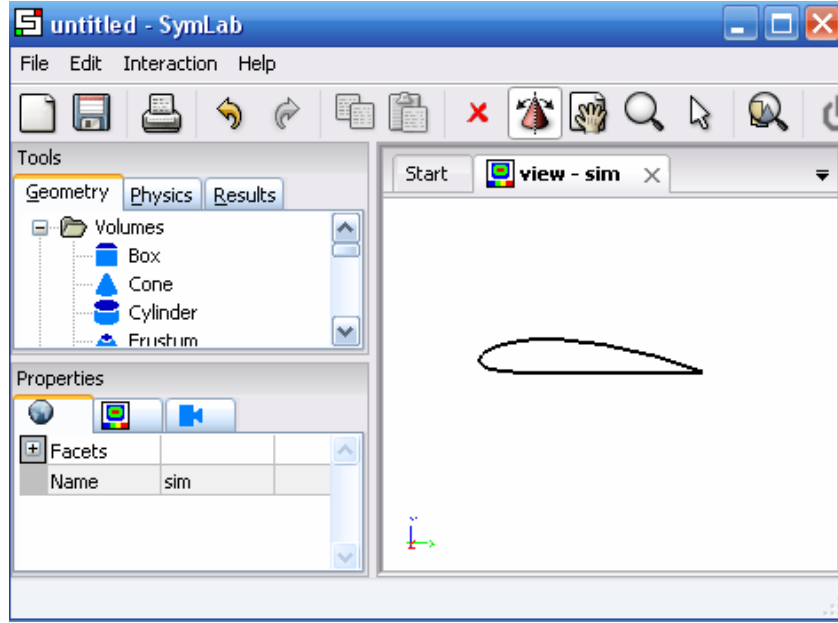 untitled - SymLab
File Edit Interaction Help
Tools
Geometry Physics Results
Volumes
Box
Cone
Cylinder
Frustum
Properties
Facets
Name sim
Start view - sim